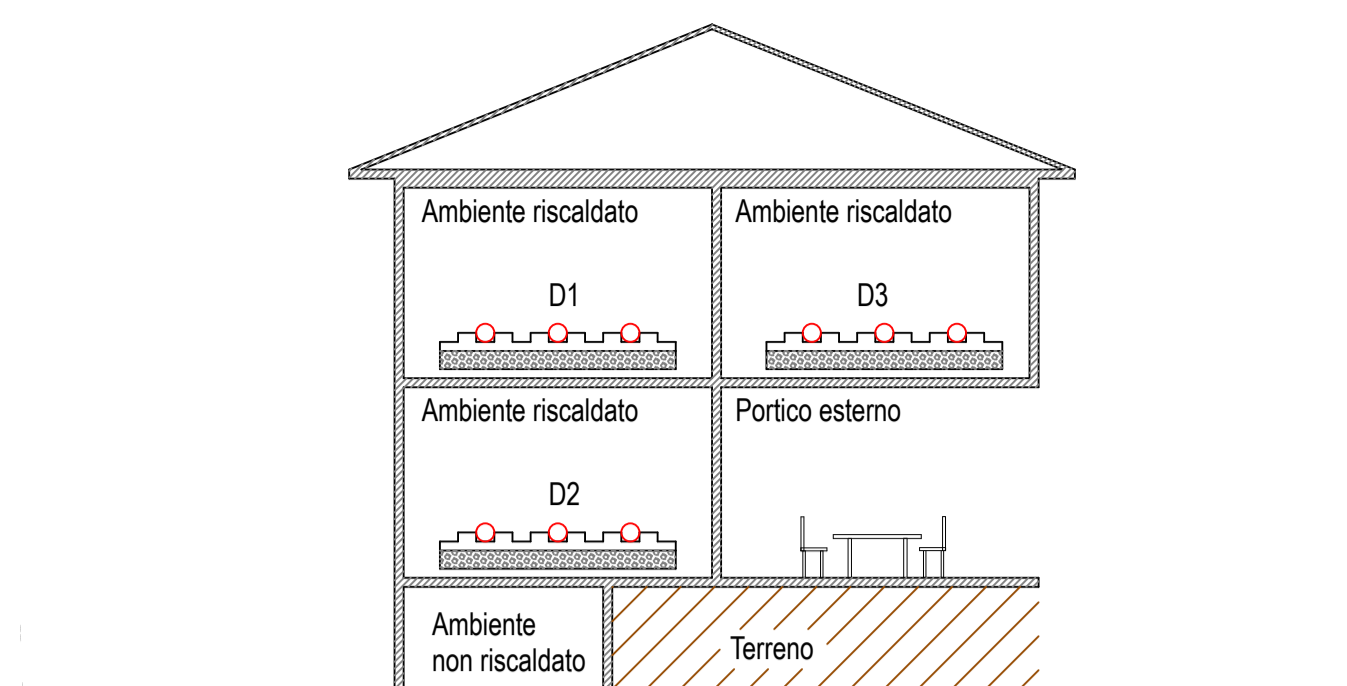 Ambiente riscaldato
Ambiente riscaldato
D1
D3
Ambiente riscaldato
Portico esterno
D2
Ambiente
non riscaldato
Terreno